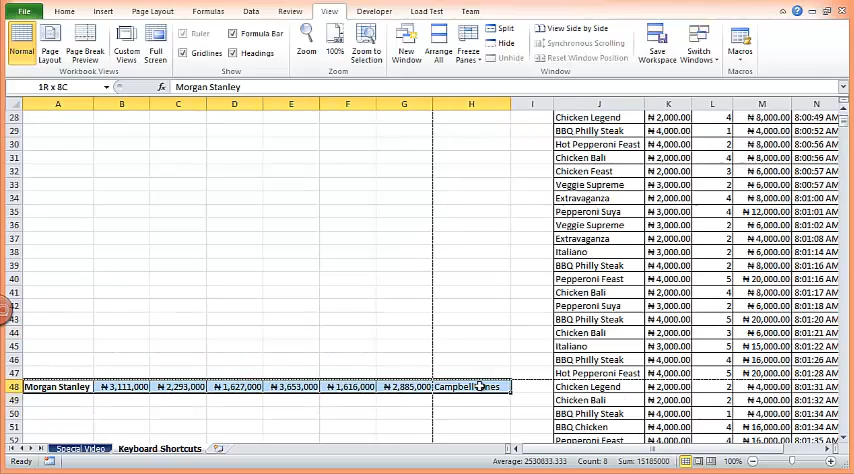 File Home Insert Page Layout Formulas Data Review View Developer Load Test Team
Normal Page Layout Page Break Preview Custom Views Full Screen
Ruler Formula Bar
Gridlines Headings
Zoom 100% Zoom to Selection
New Window Arrange All Freeze Panes
Split
Hide
Unhide
View Side by Side
Synchronous Scrolling
Reset Window Position
Save Workspace Switch Windows Macros
Workbook Views Show Zoom Window Macros
1R x 8C fx Morgan Stanley
A B C D E F G H I J K L M N
28 Chicken Legend ₦ 2,000.00 4 ₦ 8,000.00 8:00:49 AM
29 BBQ Philly Steak ₦ 4,000.00 1 ₦ 4,000.00 8:00:52 AM
30 Hot Pepperoni Feast ₦ 4,000.00 2 ₦ 8,000.00 8:00:56 AM
31 Chicken Bali ₦ 2,000.00 4 ₦ 8,000.00 8:00:56 AM
32 Chicken Feast ₦ 2,000.00 3 ₦ 6,000.00 8:00:57 AM
33 Veggie Supreme ₦ 3,000.00 2 ₦ 6,000.00 8:00:57 AM
34 Extravaganza ₦ 2,000.00 4 ₦ 8,000.00 8:01:00 AM
35 Pepperoni Suya ₦ 3,000.00 4 ₦ 12,000.00 8:01:01 AM
36 Veggie Supreme ₦ 3,000.00 2 ₦ 6,000.00 8:01:02 AM
37 Extravaganza ₦ 2,000.00 2 ₦ 4,000.00 8:01:08 AM
38 Italiano ₦ 3,000.00 2 ₦ 6,000.00 8:01:14 AM
39 BBQ Philly Steak ₦ 4,000.00 2 ₦ 8,000.00 8:01:16 AM
40 Pepperoni Feast ₦ 4,000.00 5 ₦ 20,000.00 8:01:16 AM
41 Chicken Bali ₦ 2,000.00 4 ₦ 8,000.00 8:01:17 AM
42 Pepperoni Suya ₦ 3,000.00 2 ₦ 6,000.00 8:01:18 AM
43 BBQ Philly Steak ₦ 4,000.00 5 ₦ 20,000.00 8:01:20 AM
44 Chicken Bali ₦ 2,000.00 3 ₦ 6,000.00 8:01:21 AM
45 Italiano ₦ 3,000.00 5 ₦ 15,000.00 8:01:22 AM
46 BBQ Philly Steak ₦ 4,000.00 4 ₦ 16,000.00 8:01:26 AM
47 Hot Pepperoni Feast ₦ 4,000.00 5 ₦ 20,000.00 8:01:28 AM
48 Morgan Stanley ₦ 3,111,000 ₦ 2,293,000 ₦ 1,627,000 ₦ 3,653,000 ₦ 1,616,000 ₦ 2,885,000 Chicken Legend ₦ 2,000.00 2 ₦ 4,000.00 8:01:31 AM
49 Chicken Bali ₦ 2,000.00 2 ₦ 4,000.00 8:01:32 AM
50 BBQ Philly Steak ₦ 4,000.00 1 ₦ 4,000.00 8:01:34 AM
51 BBQ Chicken ₦ 4,000.00 4 ₦ 16,000.00 8:01:34 AM
52 Pepperoni Feast ₦ 4,000.00 4 ₦ 16,000.00 8:01:35 AM
Special Video Keyboard Shortcuts
Ready Average: 2530833.333 Count: 8 Sum: 15185000 100%